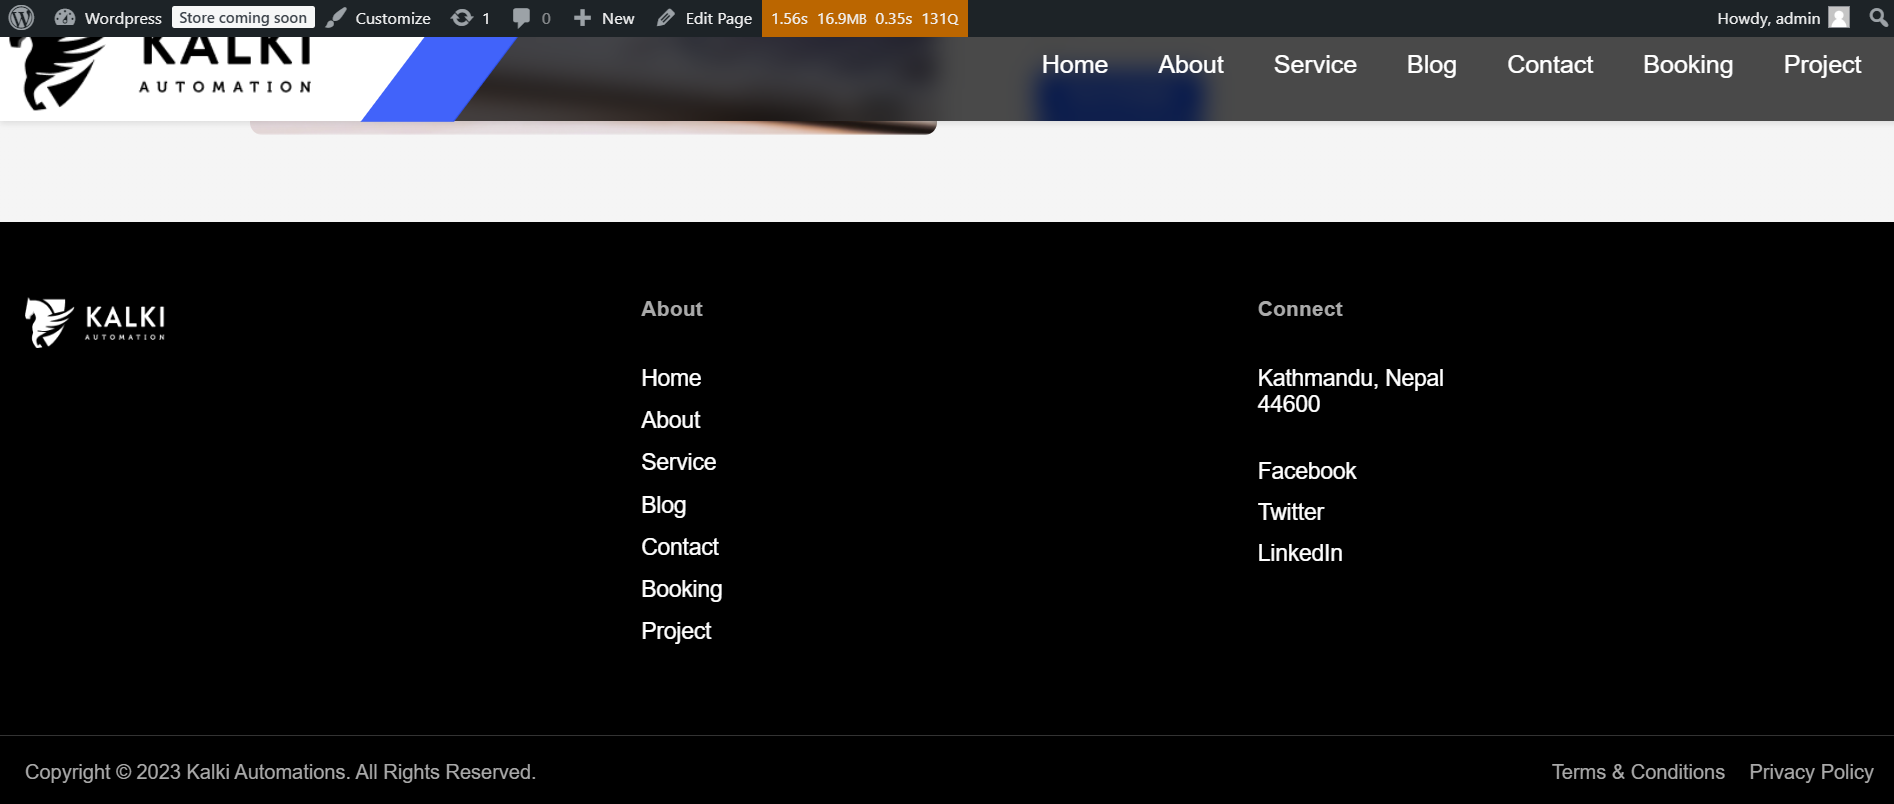 Wordpress Store coming soon Customize 1 0 New Edit Page 1.56s 16.9MB 0.35s 131Q Howdy, admin
KALKI
AUTOMATION
Home About Service Blog Contact Booking Project
KALKI
AUTOMATION
About
Home
About
Service
Blog
Contact
Booking
Project
Connect
Kathmandu, Nepal
44600
Facebook
Twitter
LinkedIn
Copyright © 2023 Kalki Automations. All Rights Reserved.
Terms & Conditions Privacy Policy